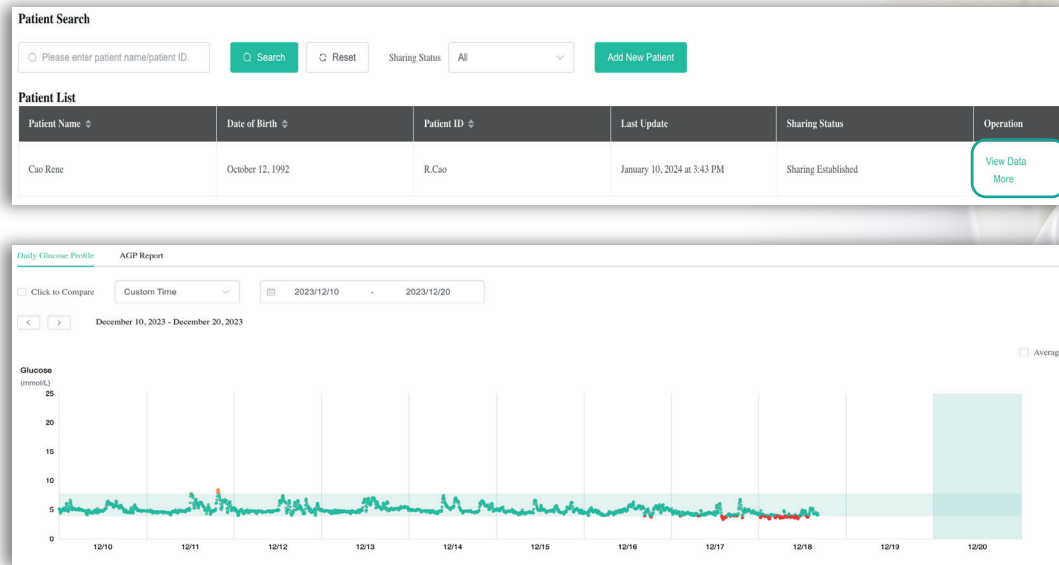 Patient Search
Please enter patient name/patient ID. Search Reset Sharing Status All Add New Patient
Patient List
Patient Name Date of Birth Patient ID Last Update Sharing Status Operation
Cao Rene October 12, 1992 R.Cao January 10, 2024 at 3:43 PM Sharing Established View Data
More
Daily Glucose Profile AGP Report
Click to Compare Custom Time 2023/12/10 - 2023/12/20
< > December 10, 2023 - December 20, 2023
Averag
Glucose
(mmol/L)
25
20
15
10
5
0
12/10 12/11 12/12 12/13 12/14 12/15 12/16 12/17 12/18 12/19 12/20